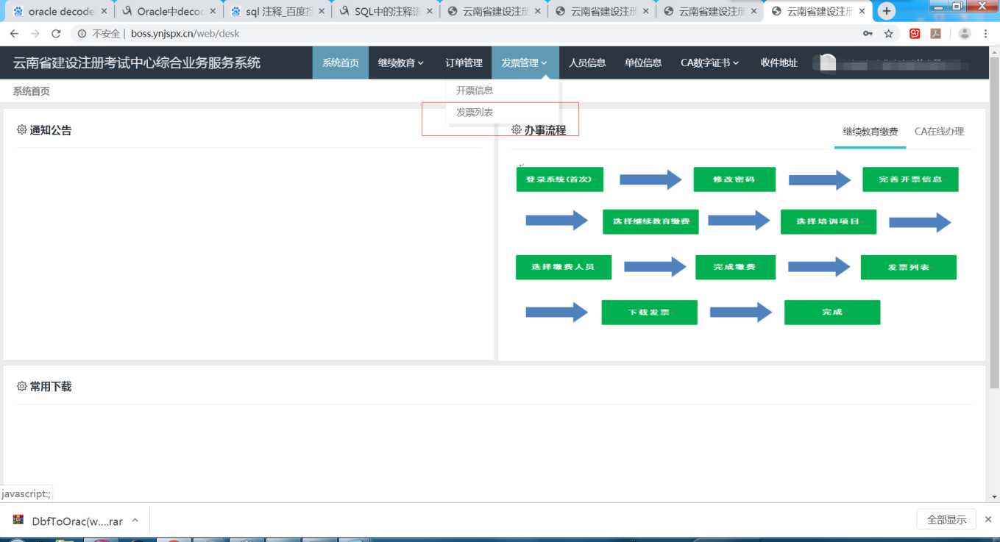 oracle decode
Oracle中decoc
sql 注释_百度搜
SQL中的注释语
云南省建设注册
云南省建设注册
云南省建设注册
云南省建设注册
不安全 | boss.ynjspx.cn/web/desk
云南省建设注册考试中心综合业务服务系统
系统首页
继续教育
订单管理
发票管理
人员信息
单位信息
CA数字证书
收件地址
系统首页
开票信息
发票列表
通知公告
办事流程
继续教育缴费
CA在线办理
登录系统(首次)
修改密码
完善开票信息
选择继续教育缴费
选择培训项目
选择缴费人员
完成缴费
发票列表
下载发票
完成
常用下载
javascript:;
DbfToOrac(w....rar
全部显示